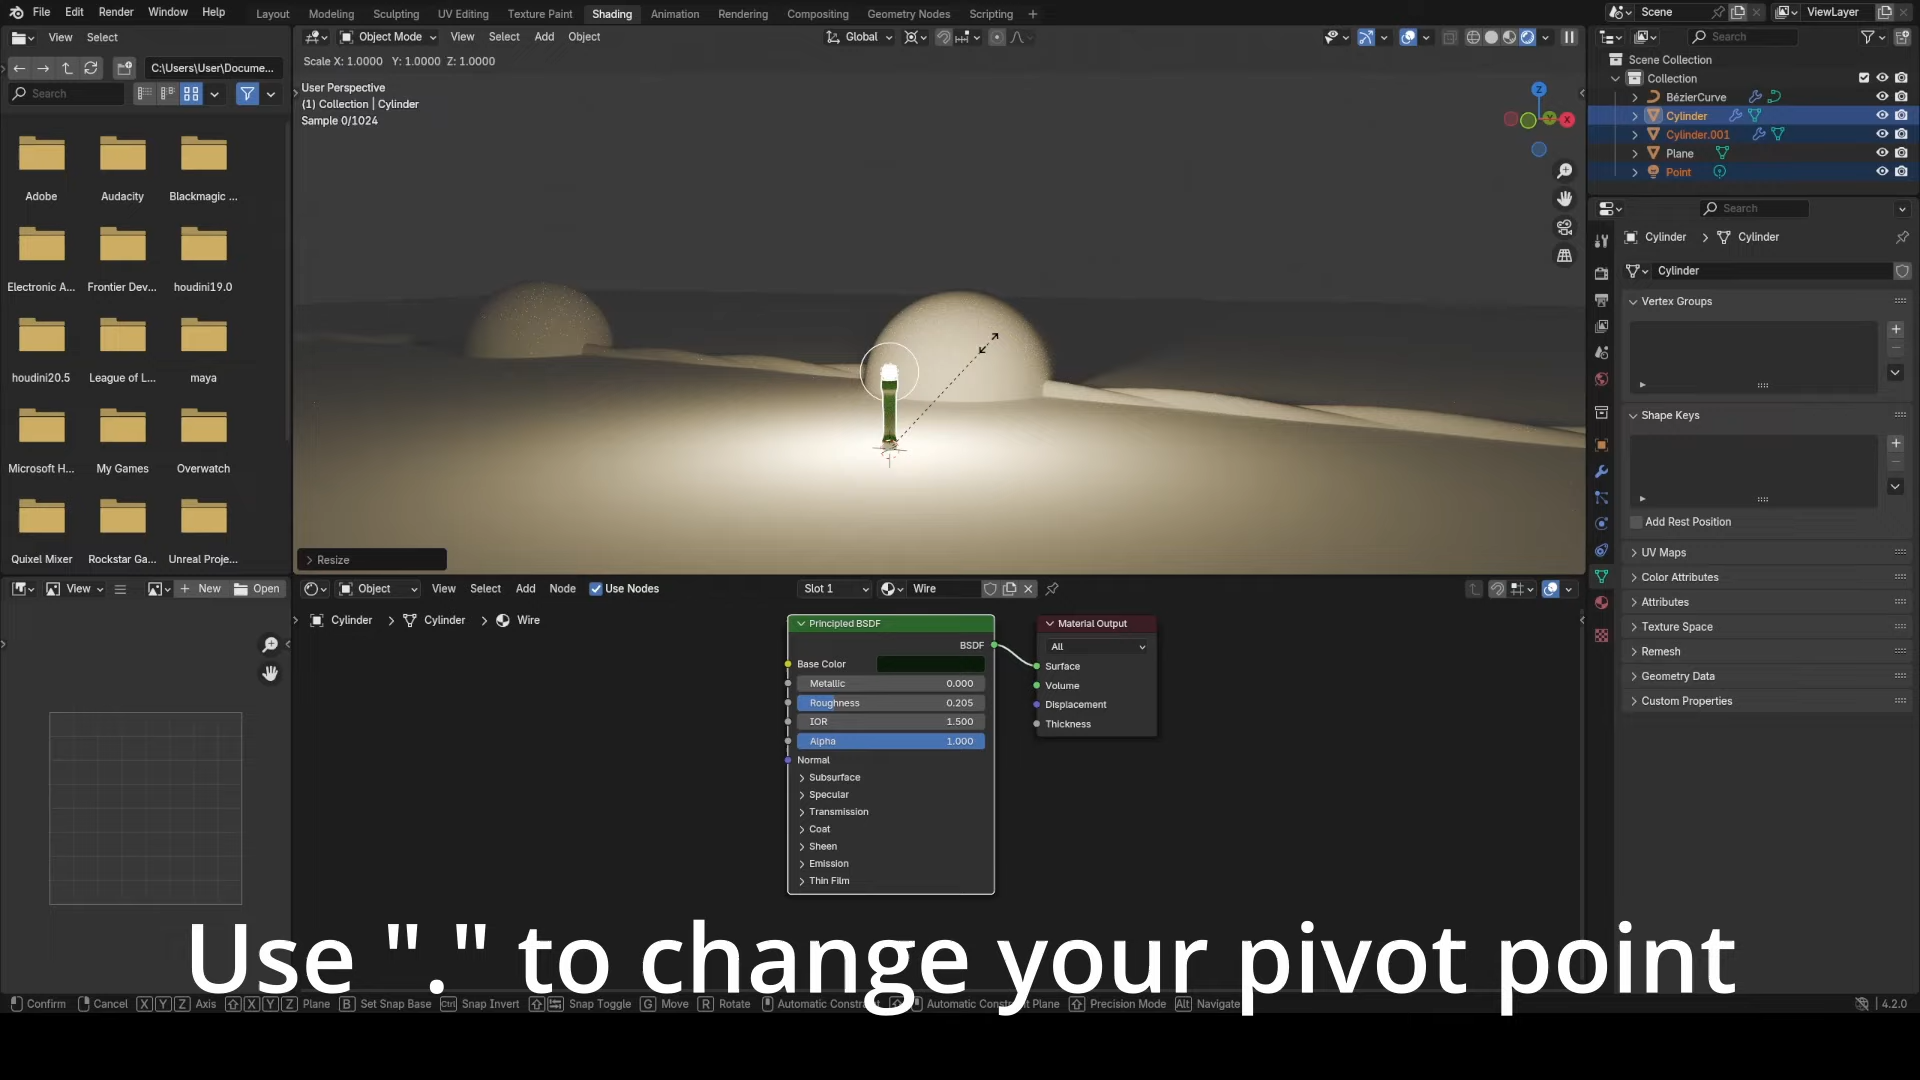 File Edit Render Window Help Layout Modeling Sculpting UV Editing Texture Paint Shading Animation Rendering Compositing Geometry Nodes Scripting + Scene ViewLayer
View Select Object Mode View Select Add Object Global Search
C:\Users\User\Docume...
Search
Adobe Audacity Blackmagic ...
Electronic A... Frontier Dev... houdini19.0
houdini20.5 League of L... maya
Microsoft H... My Games Overwatch
Quixel Mixer Rockstar Ga... Unreal Proje...
Scale X: 1.0000 Y: 1.0000 Z: 1.0000
User Perspective
(1) Collection | Cylinder
Sample 0/1024
Z
Y
X
Resize
Scene Collection
Collection
BézierCurve
Cylinder
Cylinder.001
Plane
Point
Search
Cylinder > Cylinder
Cylinder
Vertex Groups
Shape Keys
Add Rest Position
UV Maps
Color Attributes
Attributes
Texture Space
Remesh
Geometry Data
Custom Properties
View + New Open
Object View Select Add Node Use Nodes Slot 1 Wire
Cylinder > Cylinder > Wire
Principled BSDF
BSDF
Base Color
Metallic 0.000
Roughness 0.205
IOR 1.500
Alpha 1.000
Normal
Subsurface
Specular
Transmission
Coat
Sheen
Emission
Thin Film
Material Output
All
Surface
Volume
Displacement
Thickness
Use "." to change your pivot point
Confirm Cancel X Y Z Axis X Y Z Plane B Set Snap Base Ctrl Snap Invert Snap Toggle G Move R Rotate Automatic Constraint Automatic Constraint Plane Precision Mode Alt Navigate 4.2.0